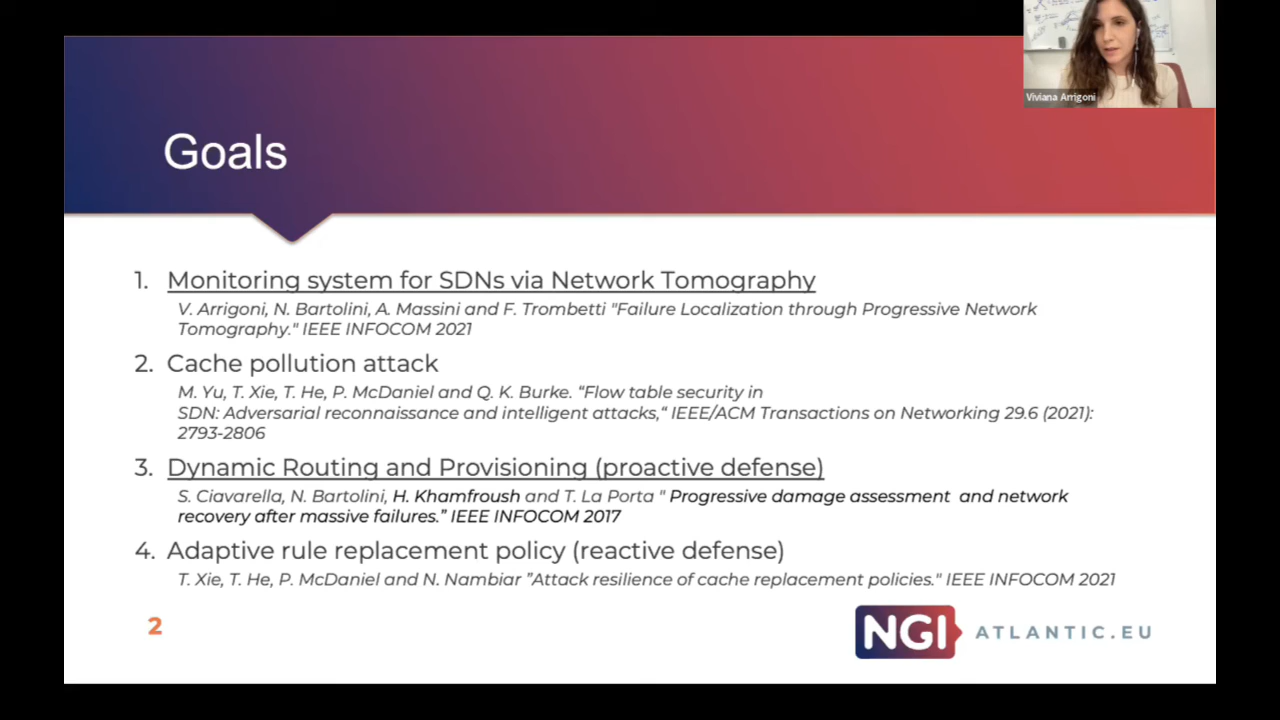 Viviana Arrigoni
Goals
1. Monitoring system for SDNs via Network Tomography
V. Arrigoni, N. Bartolini, A. Massini and F. Trombetti "Failure Localization through Progressive Network
Tomography." IEEE INFOCOM 2021
2. Cache pollution attack
M. Yu, T. Xie, T. He, P. McDaniel and Q. K. Burke. “Flow table security in
SDN: Adversarial reconnaissance and intelligent attacks,“ IEEE/ACM Transactions on Networking 29.6 (2021):
2793-2806
3. Dynamic Routing and Provisioning (proactive defense)
S. Ciavarella, N. Bartolini, H. Khamfroush and T. La Porta " Progressive damage assessment and network
recovery after massive failures.” IEEE INFOCOM 2017
4. Adaptive rule replacement policy (reactive defense)
T. Xie, T. He, P. McDaniel and N. Nambiar ”Attack resilience of cache replacement policies." IEEE INFOCOM 2021
2
NGI ATLANTIC.EU